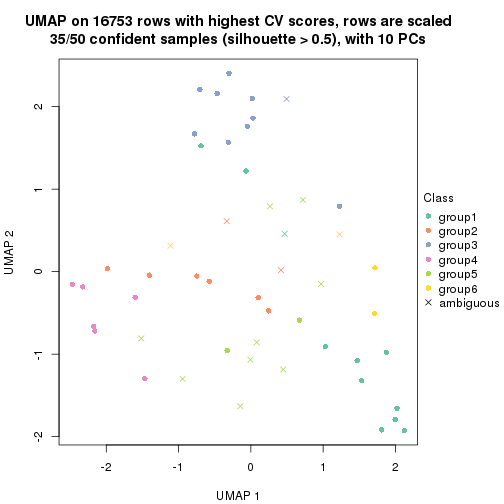 UMAP on 16753 rows with highest CV scores, rows are scaled
35/50 confident samples (silhouette > 0.5), with 10 PCs
UMAP 2
2
1
0
-1
-2
-2
-1
0
1
2
UMAP 1
Class
group1
group2
group3
group4
group5
group6
ambiguous